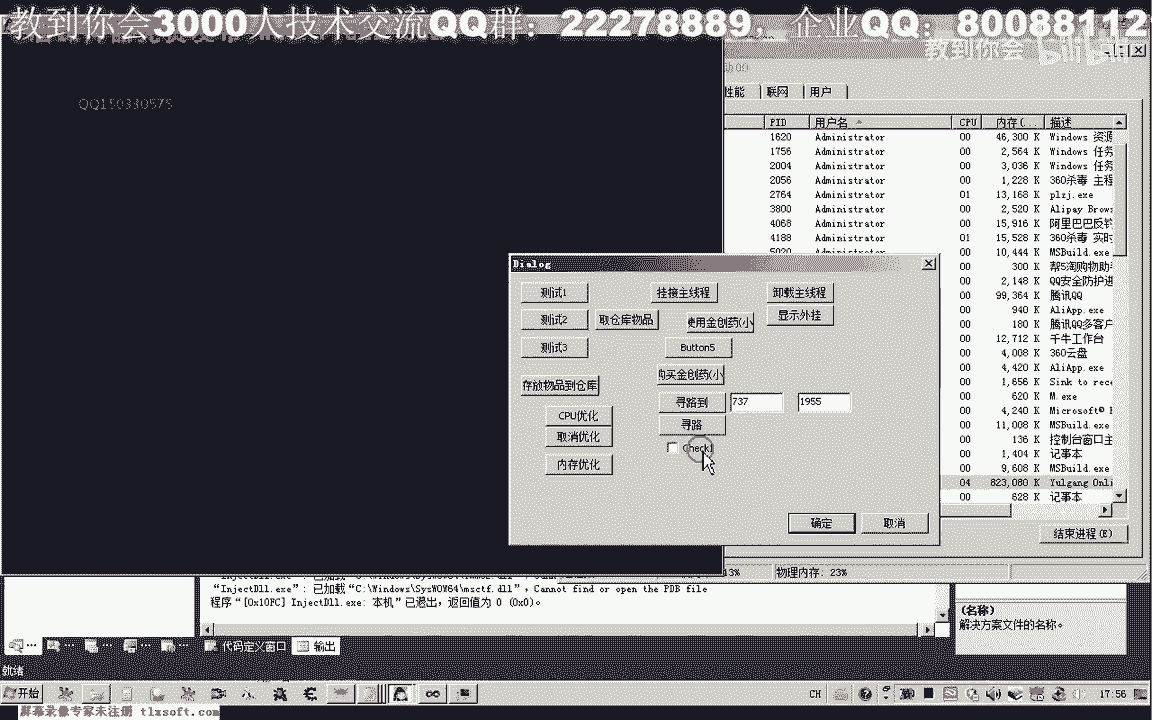 教到你会3000人技术交流QQ群：22278889，企业QQ：80088112
教到你会 bilibili
QQ150330575
性能 联网 用户
PID 用户名 CPU 内存(... 描述
1620 Administrator 00 46,300 K Windows 资源
1756 Administrator 00 2,564 K Windows 任务
2004 Administrator 00 3,036 K Windows 任务
2056 Administrator 00 1,228 K 360杀毒 主程
2764 Administrator 01 13,168 K plzj.exe
3800 Administrator 00 2,520 K Alipay Brows
4068 Administrator 00 15,916 K 阿里巴巴反钓
4188 Administrator 01 15,528 K 360杀毒 实时
5020 Administrator 00 10,444 K MSBuild.exe
00 300 K 帮5淘购物助手
00 2,148 K QQ安全防护进
00 99,364 K 腾讯QQ
00 940 K AliApp.exe
00 180 K 腾讯QQ多客户
00 12,712 K 千牛工作台
00 4,008 K 360云盘
00 4,420 K AliApp.exe
00 1,656 K Sink to rece
00 620 K M.exe
00 4,240 K Microsoft®
00 11,008 K MSBuild.exe
00 136 K 控制台窗口主
00 1,404 K 记事本
00 9,608 K MSBuild.exe
04 823,080 K Yulgang Onli
00 628 K 记事本
结束进程(E)
13% 物理内存: 23%
Dialog
测试1 挂接主线程 卸载主线程
测试2 取仓库物品 使用金创药(小 显示外挂
测试3 Button5
存放物品到仓库 购买金创药(小
寻路到 737 1955
CPU优化 寻路
取消优化 Check1
内存优化
确定 取消
“InjectDll.exe”: 已加载“C:\Windows\SysWOW64\msctf.dll”，Cannot find or open the PDB file
程序“[0x10FC] InjectDll.exe: 本机”已退出，返回值为 0 (0x0)。
代码定义窗口 输出
(名称)
解决方案文件的名称。
就绪
开始 CH 17:56
屏幕录像专家未注册 tlxsoft.com